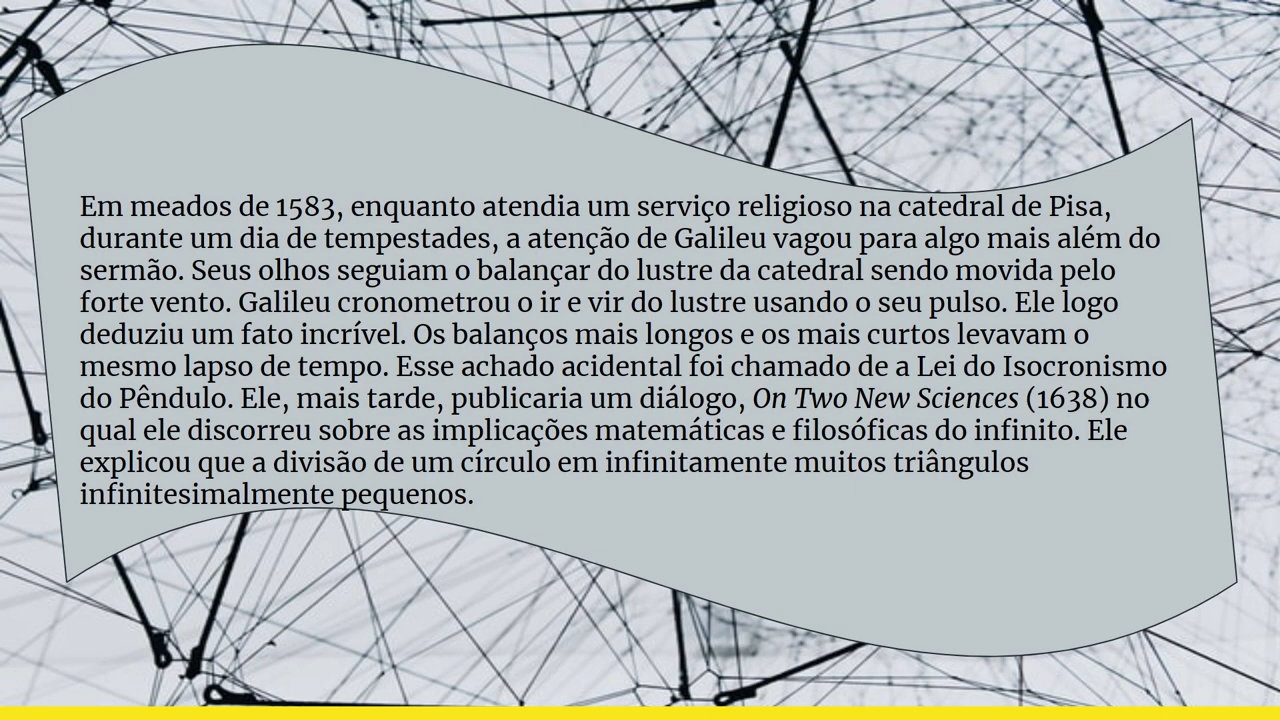 Em meados de 1583, enquanto atendia um serviço religioso na catedral de Pisa,
durante um dia de tempestades, a atenção de Galileu vagou para algo mais além do
sermão. Seus olhos seguiam o balançar do lustre da catedral sendo movida pelo
forte vento. Galileu cronometrou o ir e vir do lustre usando o seu pulso. Ele logo
deduziu um fato incrível. Os balanços mais longos e os mais curtos levavam o
mesmo lapso de tempo. Esse achado acidental foi chamado de a Lei do Isocronismo
do Pêndulo. Ele, mais tarde, publicaria um diálogo, On Two New Sciences (1638) no
qual ele discorreu sobre as implicações matemáticas e filosóficas do infinito. Ele
explicou que a divisão de um círculo em infinitamente muitos triângulos
infinitesimalmente pequenos.